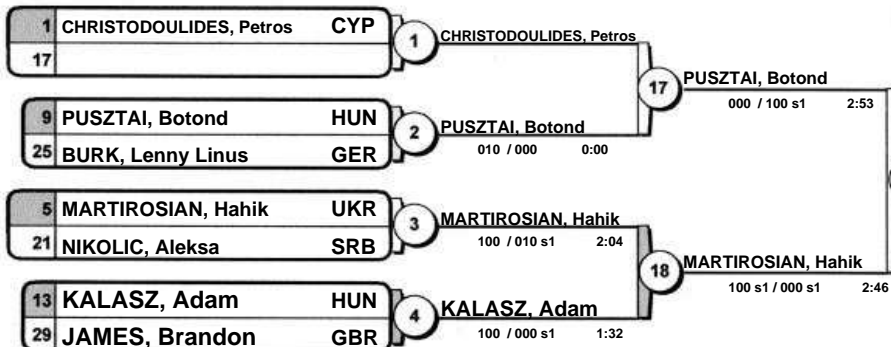 1 CHRISTODOULIDES, Petros CYP
17
1
CHRISTODOULIDES, Petros
9 PUSZTAI, Botond HUN
25 BURK, Lenny Linus GER
2
PUSZTAI, Botond
010 / 000 0:00
17
PUSZTAI, Botond
000 / 100 s1 2:53
5 MARTIROSIAN, Hahik UKR
21 NIKOLIC, Aleksa SRB
3
MARTIROSIAN, Hahik
100 / 010 s1 2:04
13 KALASZ, Adam HUN
29 JAMES, Brandon GBR
4
KALASZ, Adam
100 / 000 s1 1:32
18
MARTIROSIAN, Hahik
100 s1 / 000 s1 2:46